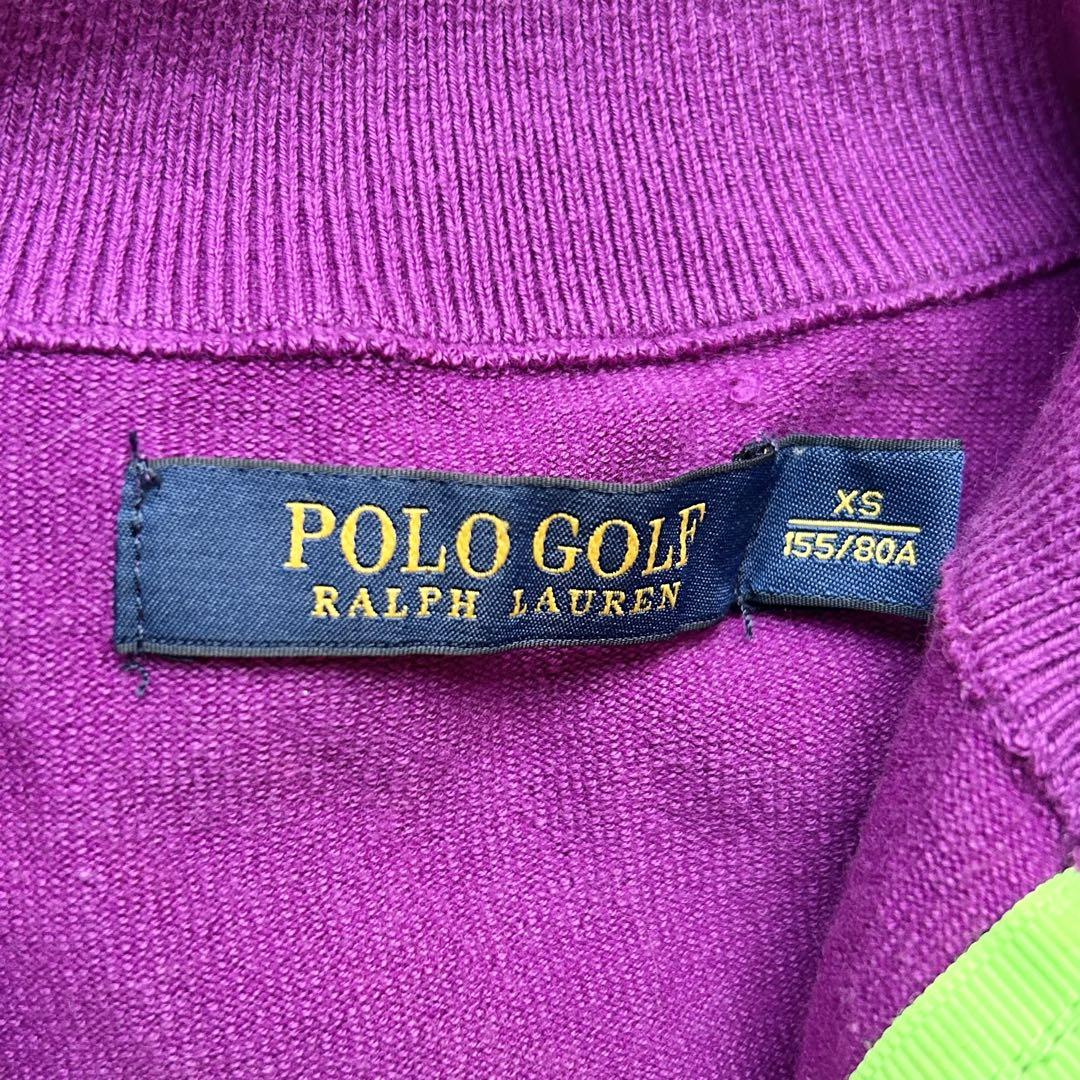 POLO GOLF
RALPH LAUREN
XS
155/80A